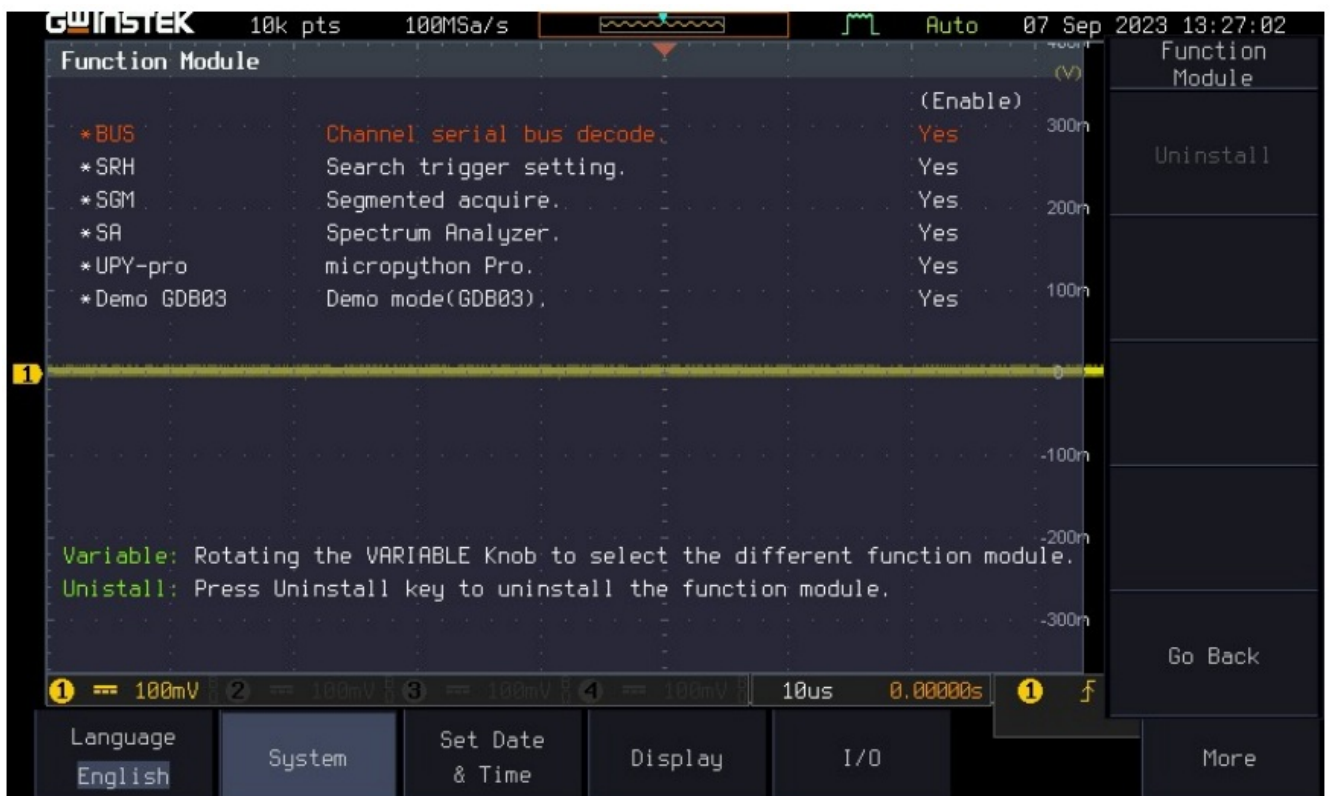 GWINSTEK 10k pts 100MSa/s Auto 07 Sep 2023 13:27:02
Function Module
(V)
Function
Module
(Enable)
*BUS Channel serial bus decode. Yes
300m
*SRH Search trigger setting. Yes
Uninstall
*SGM Segmented acquire. Yes
200m
*SA Spectrum Analyzer. Yes
*UPY-pro micropython Pro. Yes
*Demo GDB03 Demo mode(GDB03). Yes
100m
1
0
-100m
-200m
Variable: Rotating the VARIABLE Knob to select the different function module.
Unistall: Press Uninstall key to uninstall the function module.
-300m
Go Back
1 100mV 2 100mV 3 100mV 4 100mV 10us 0.00000s 1
Language
English
System
Set Date
& Time
Display
I/O
More